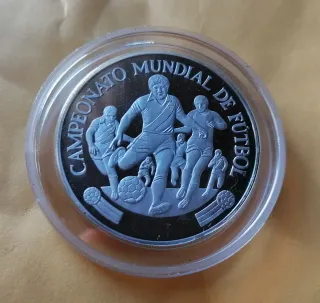 CAMPEONATO MUNDIAL DE FUTBOL